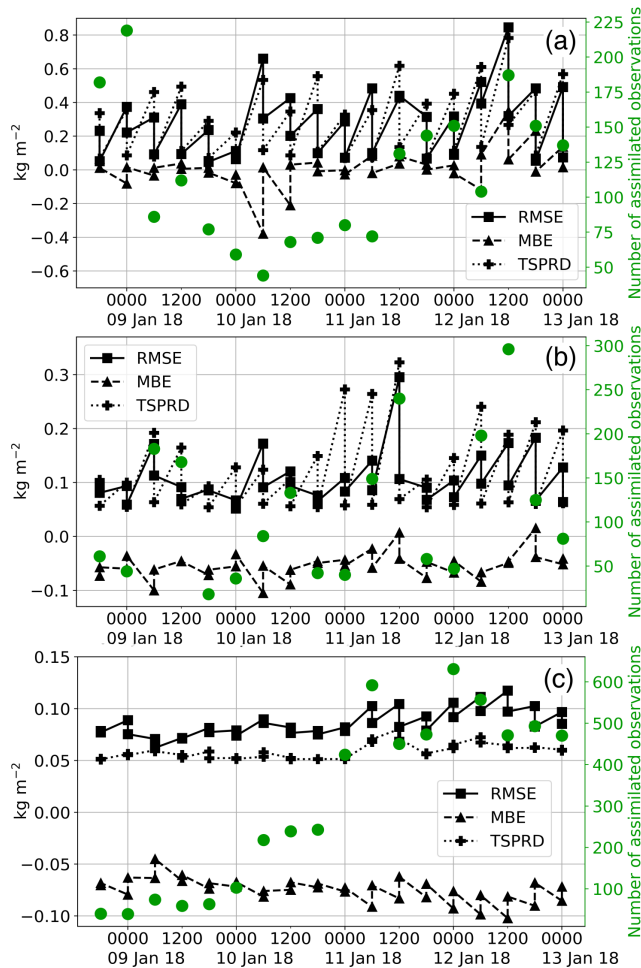 (a)
0.8
0.6
0.4
0.2
0.0
−0.2
−0.4
−0.6
kg m−2
225
200
175
150
125
100
75
50
Number of assimilated observations
RMSE
MBE
TSPRD
0000 1200 0000 1200 0000 1200 0000 1200 0000
09 Jan 18 10 Jan 18 11 Jan 18 12 Jan 18 13 Jan 18
(b)
RMSE
MBE
TSPRD
0.3
0.2
0.1
0.0
−0.1
kg m−2
300
250
200
150
100
50
Number of assimilated observations
0000 1200 0000 1200 0000 1200 0000 1200 0000
09 Jan 18 10 Jan 18 11 Jan 18 12 Jan 18 13 Jan 18
(c)
0.15
0.10
0.05
0.00
−0.05
−0.10
kg m−2
600
500
400
300
200
100
Number of assimilated observations
RMSE
MBE
TSPRD
0000 1200 0000 1200 0000 1200 0000 1200 0000
09 Jan 18 10 Jan 18 11 Jan 18 12 Jan 18 13 Jan 18